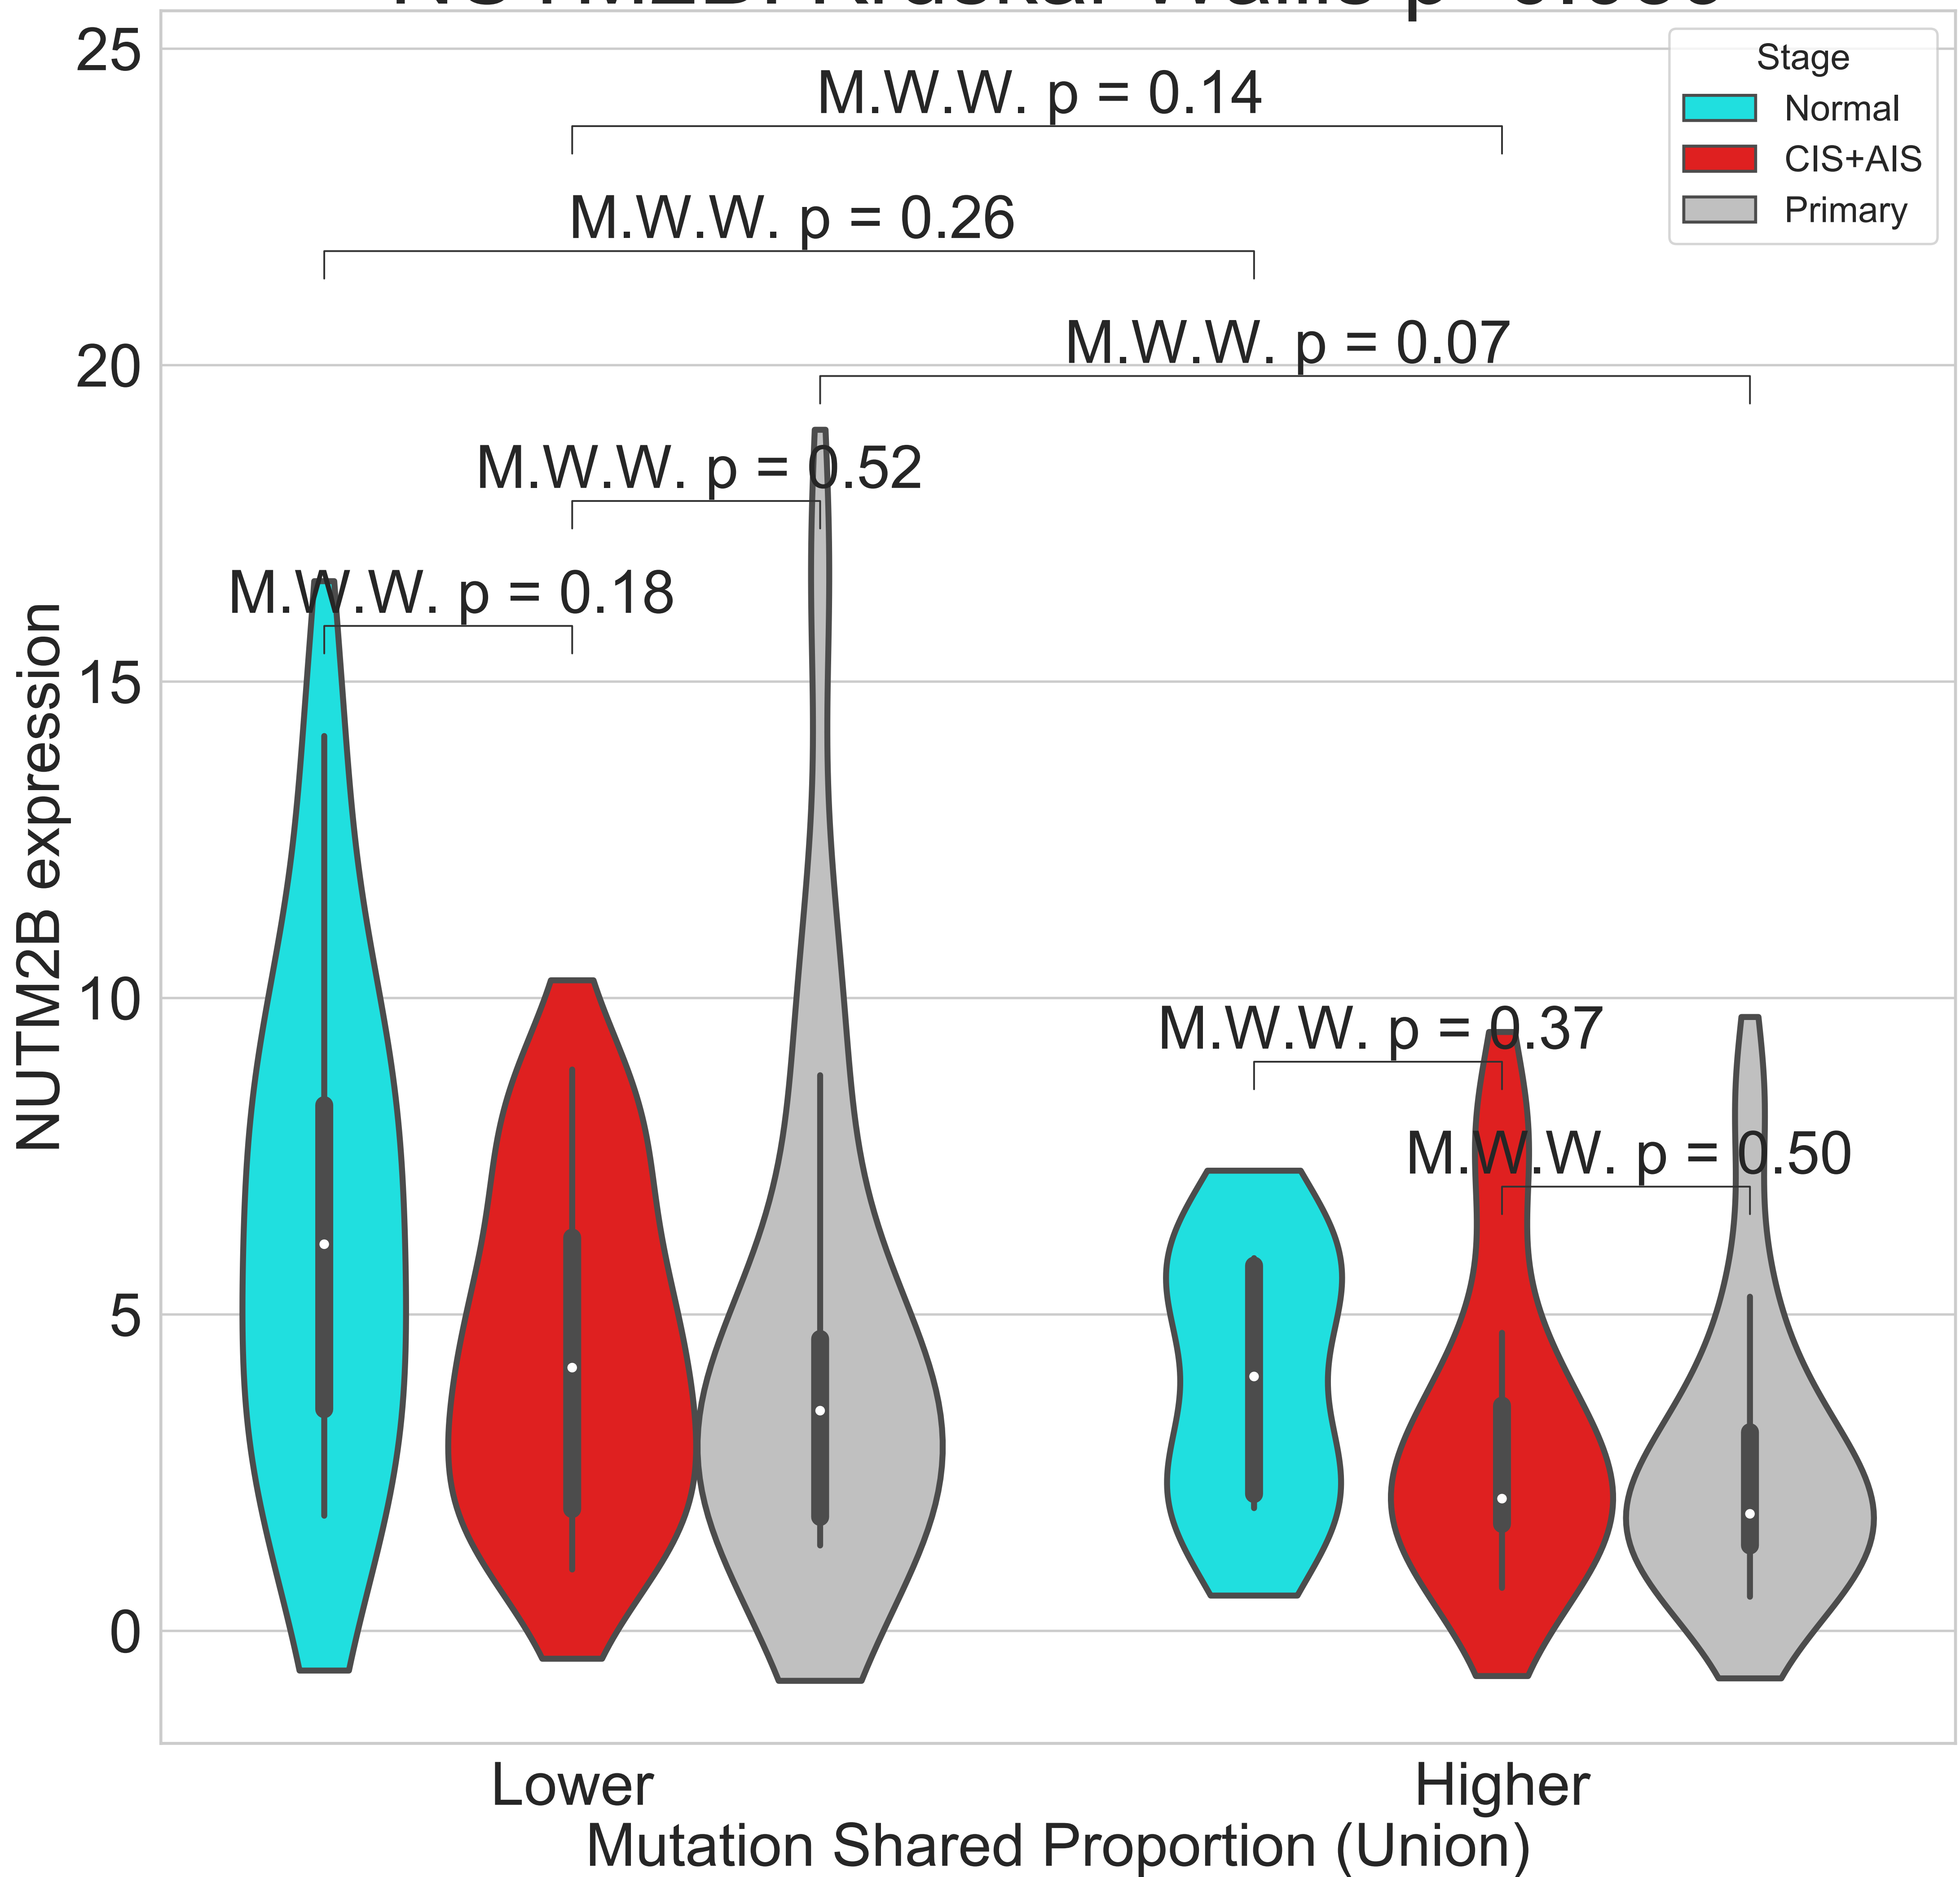 25
Stage
Normal
CIS+AIS
Primary
M.W.W. p = 0.14
M.W.W. p = 0.26
20
M.W.W. p = 0.07
M.W.W. p = 0.52
M.W.W. p = 0.18
15
10
M.W.W. p = 0.37
M.W.W. p = 0.50
5
0
NUTM2B expression
Lower
Higher
Mutation Shared Proportion (Union)